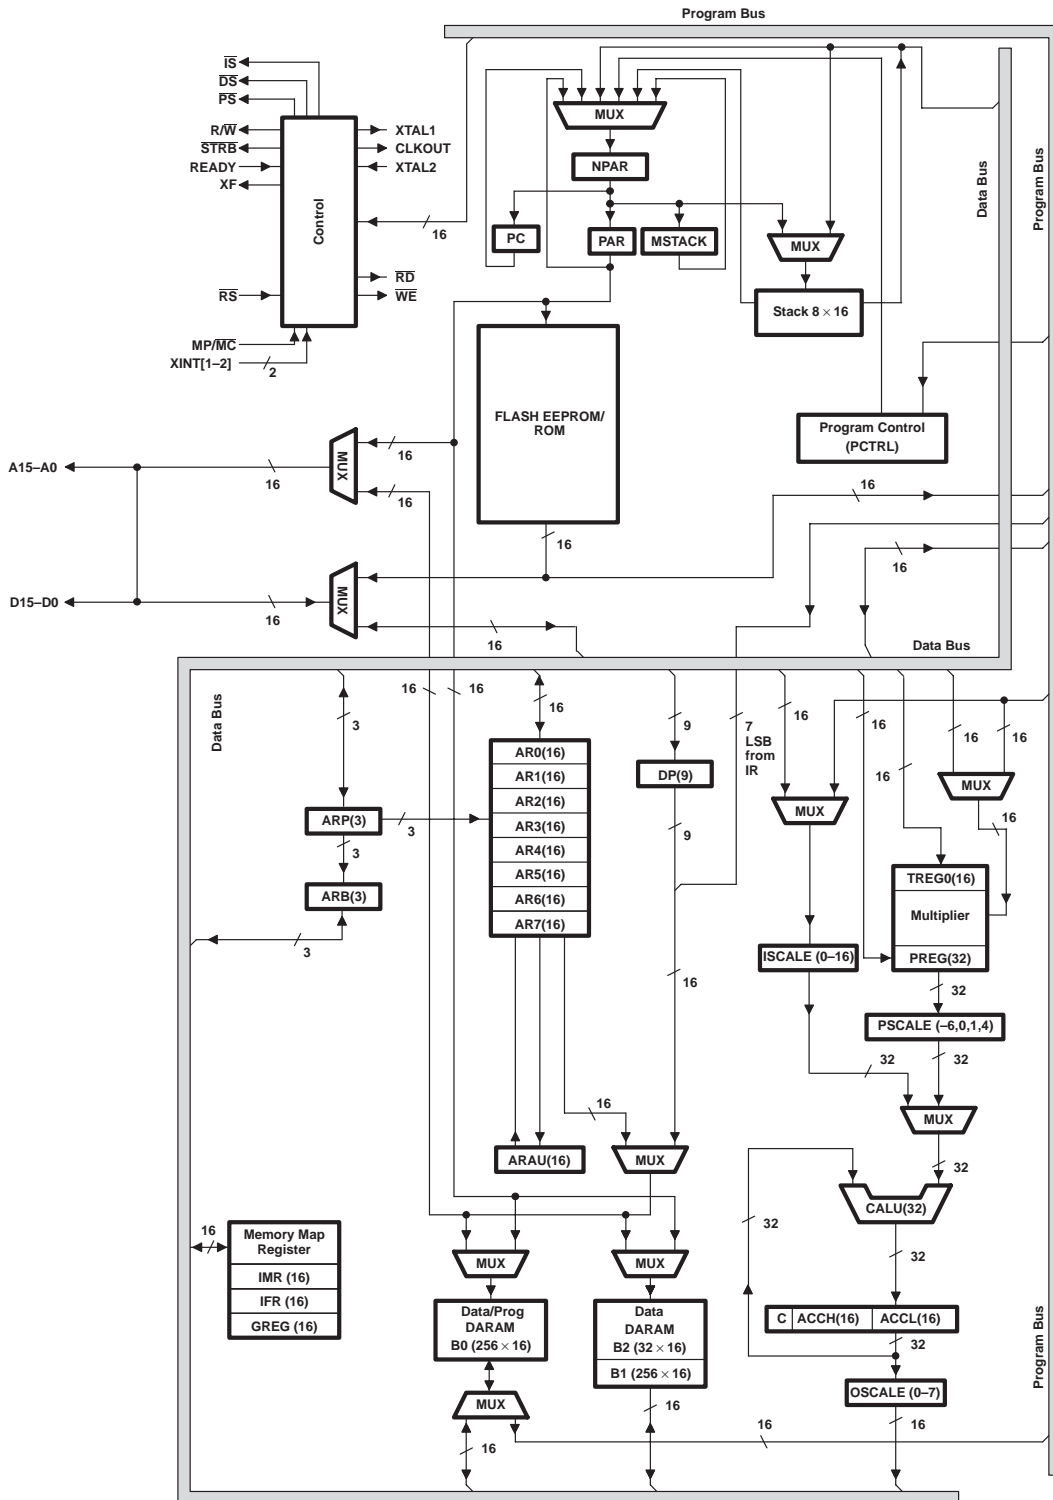 Program Bus
IS
DS
PS
R/W
STRB
READY
XF
RS
MP/MC
XINT[1–2]
2
Control
XTAL1
CLKOUT
XTAL2
16
RD
WE
MUX
NPAR
PC
PAR
MSTACK
MUX
Stack 8 × 16
Data Bus
Program Bus
FLASH EEPROM/
ROM
Program Control
(PCTRL)
A15–A0
16
MUX
16
16
16
16
D15–D0
16
MUX
16
16
Data Bus
Data Bus
3
16
16
16
9
7
LSB
from
IR
16
16
16
16
16
AR0(16)
AR1(16)
AR2(16)
AR3(16)
AR4(16)
AR5(16)
AR6(16)
AR7(16)
DP(9)
9
MUX
MUX
16
ARP(3)
3
3
ARB(3)
3
TREG0(16)
Multiplier
PREG(32)
ISCALE (0–16)
16
32
PSCALE (–6,0,1,4)
32
32
MUX
16
ARAU(16)
MUX
32
CALU(32)
32
32
16
Memory Map
Register
IMR (16)
IFR (16)
GREG (16)
MUX
MUX
Data/Prog
DARAM
B0 (256 × 16)
Data
DARAM
B2 (32 × 16)
B1 (256 × 16)
C
ACCH(16)
ACCL(16)
32
OSCALE (0–7)
MUX
16
16
16
16
Program Bus